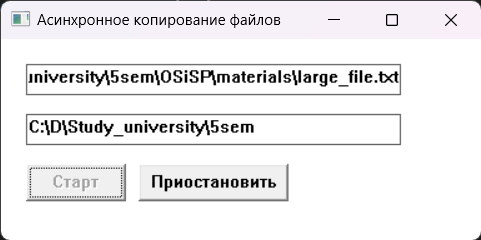 Асинхронное копирование файлов
university\5sem\OSiSP\materials\large_file.txt
C:\D\Study_university\5sem
Старт Приостановить